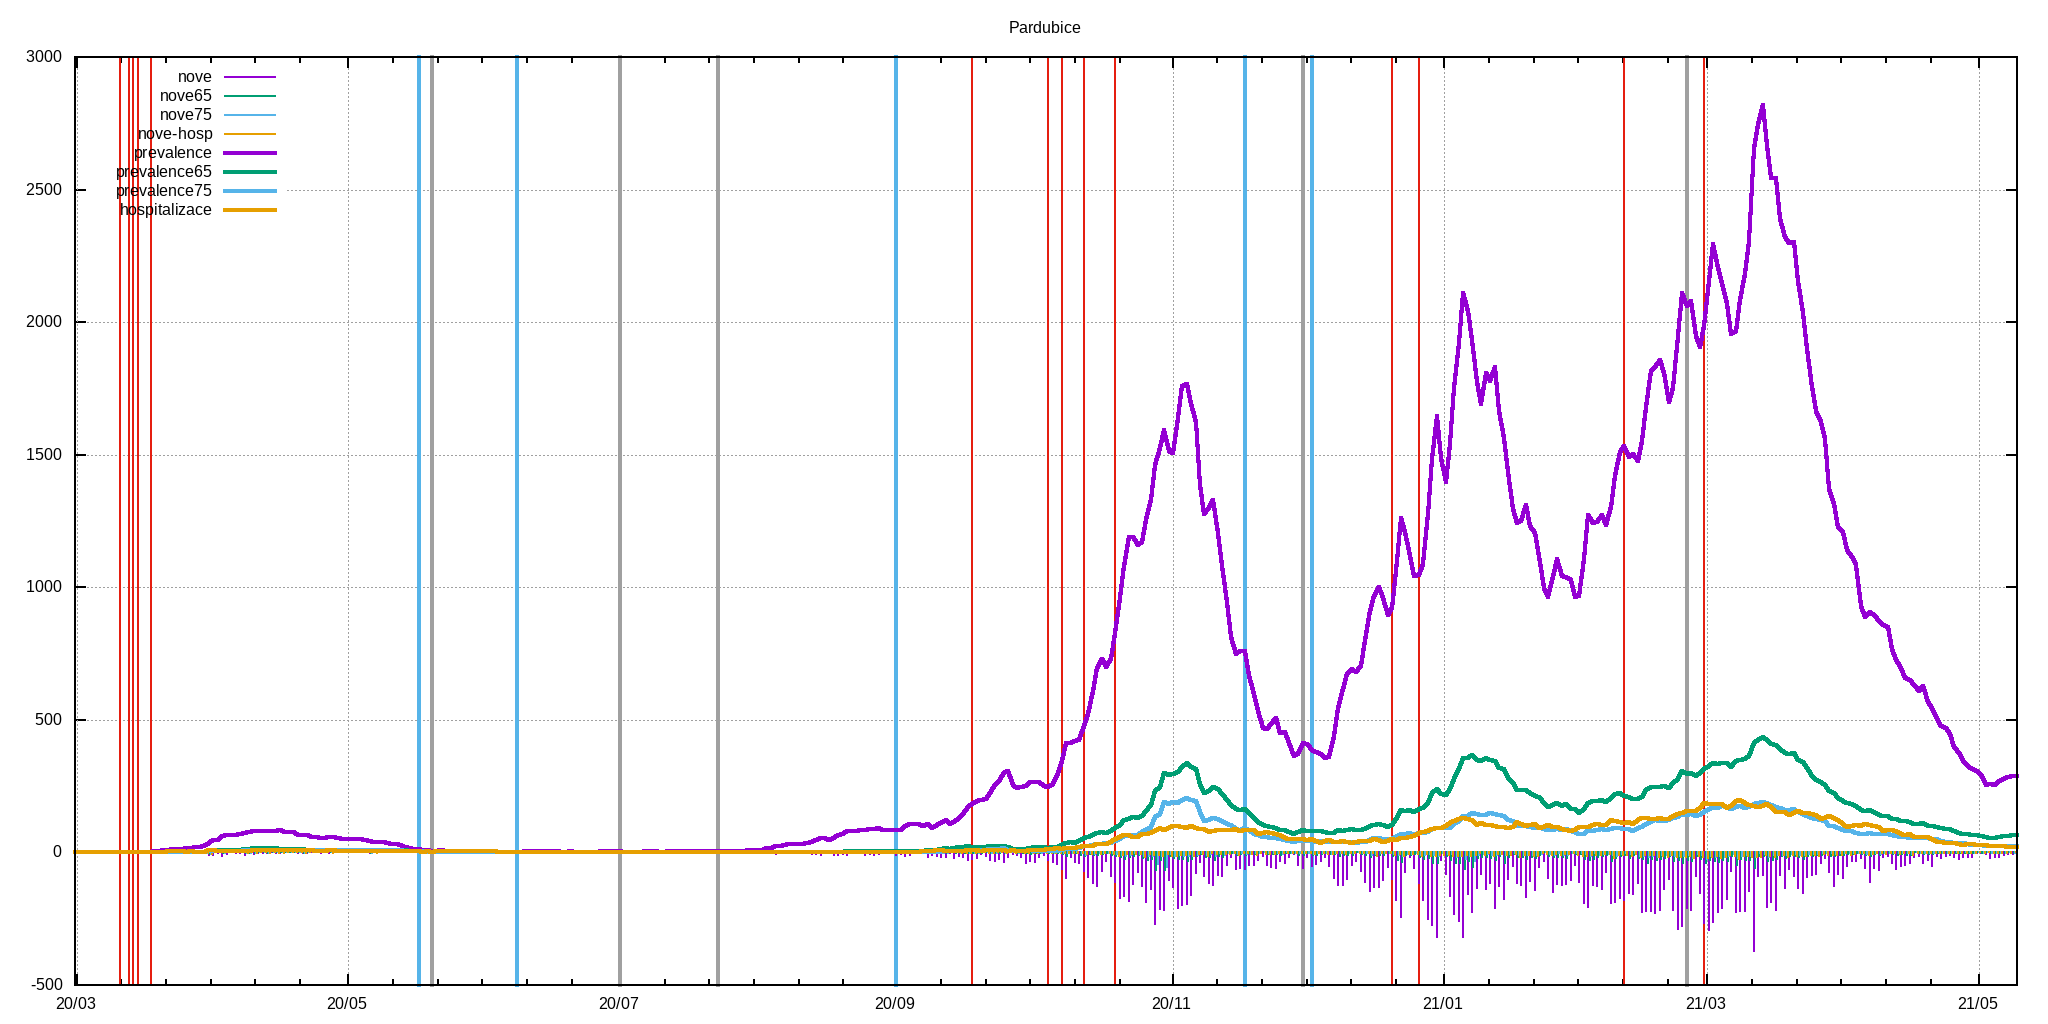 Pardubice
3000
2500
2000
1500
1000
500
0
-500
nove
nove65
nove75
nove-hosp
prevalence
prevalence65
prevalence75
hospitalizace
20/03 20/05 20/07 20/09 20/11 21/01 21/03 21/05